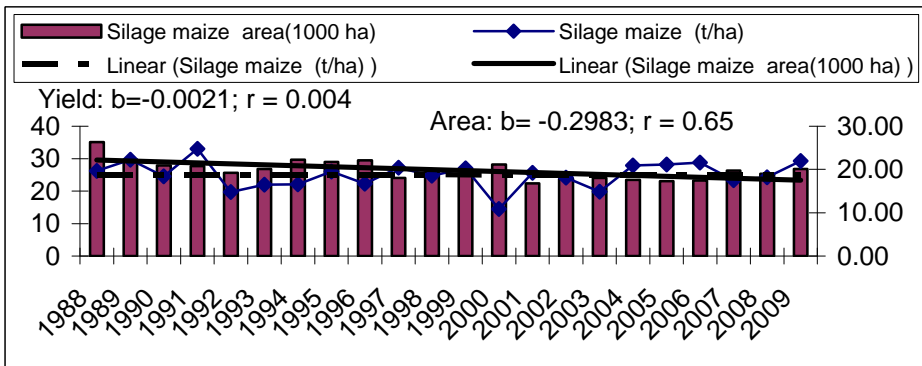 Silage maize area(1000 ha) Silage maize (t/ha)
Linear (Silage maize (t/ha) ) Linear (Silage maize area(1000 ha) )
Yield: b=-0.0021; r = 0.004
Area: b= -0.2983; r = 0.65
40 30.00
30 20.00
20
10 10.00
0 0.00
1988 1989 1990 1991 1992 1993 1994 1995 1996 1997 1998 1999 2000 2001 2002 2003 2004 2005 2006 2007 2008 2009